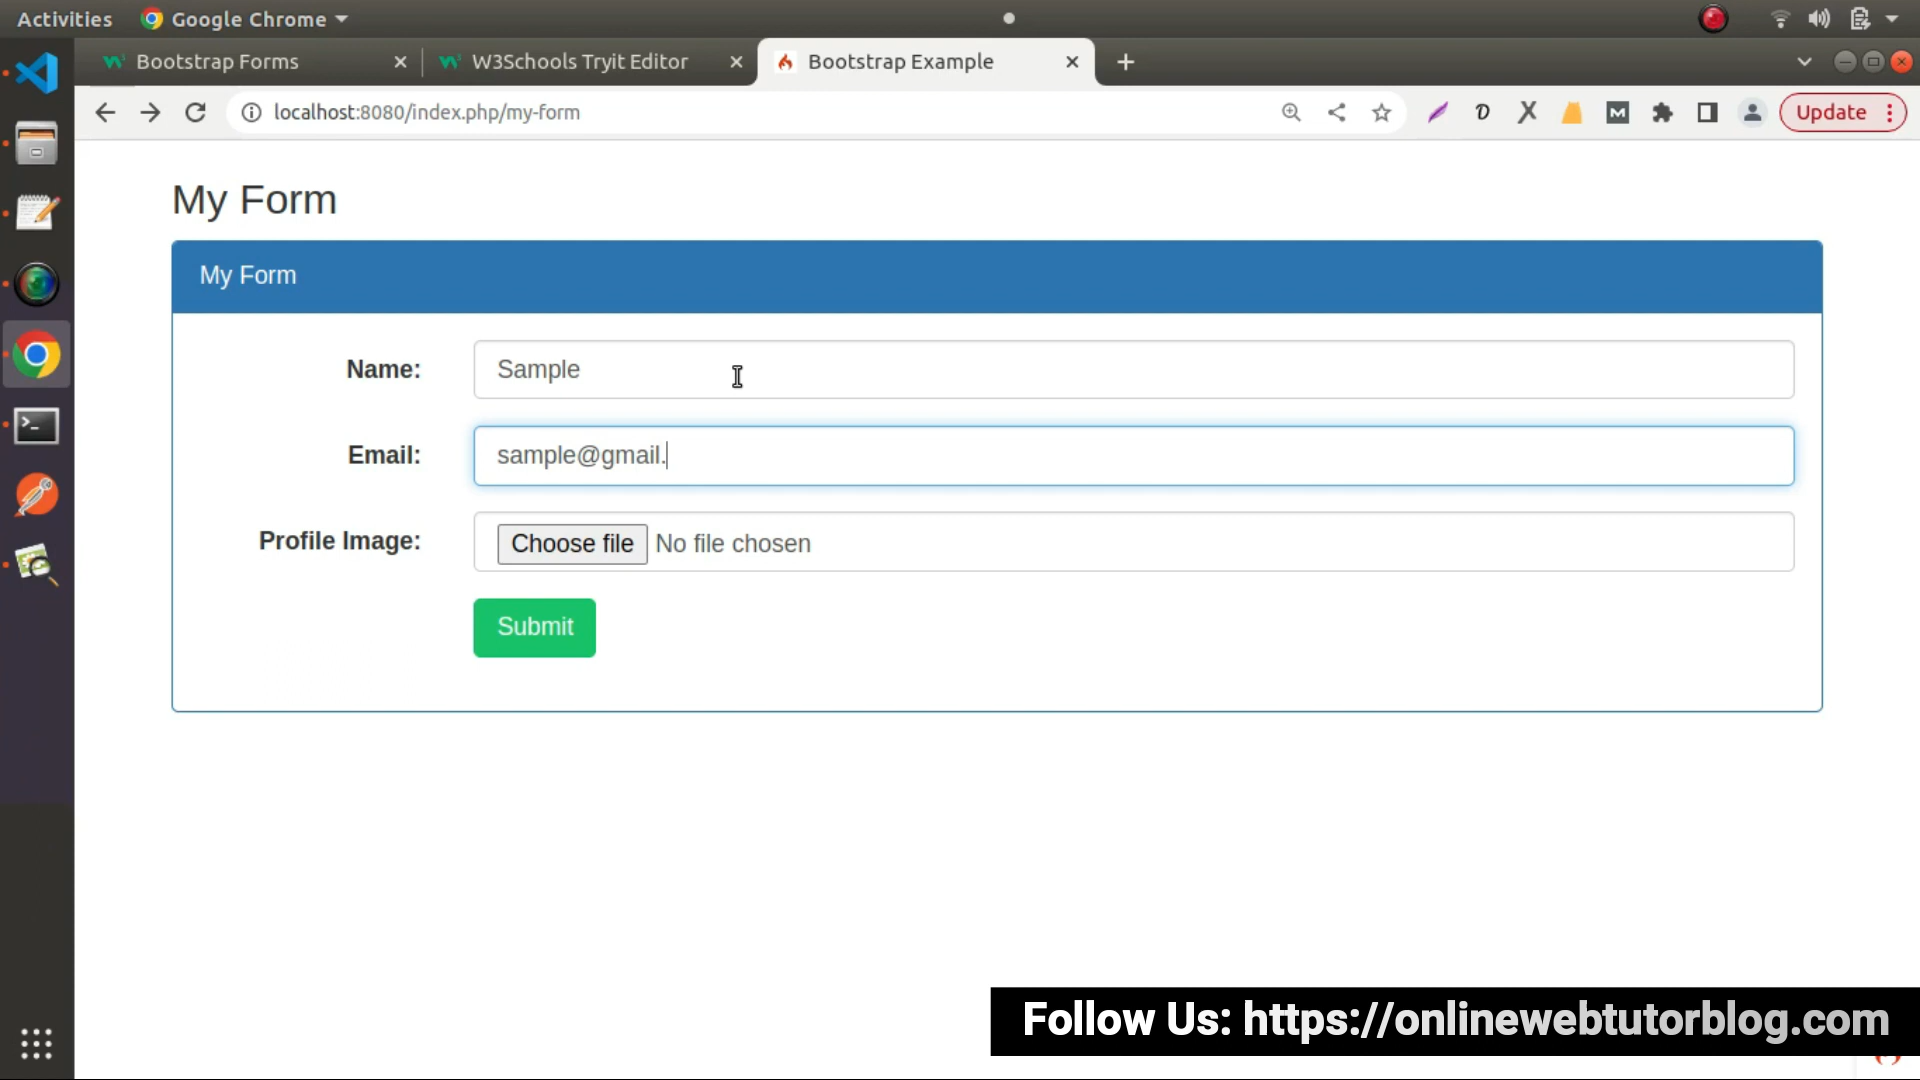 Activities
Google Chrome
Bootstrap Forms
W3Schools Tryit Editor
Bootstrap Example
localhost:8080/index.php/my-form
Update
My Form
My Form
Name:
Sample
Email:
sample@gmail.
Profile Image:
Choose file
No file chosen
Submit
Follow Us: https://onlinewebtutorblog.com